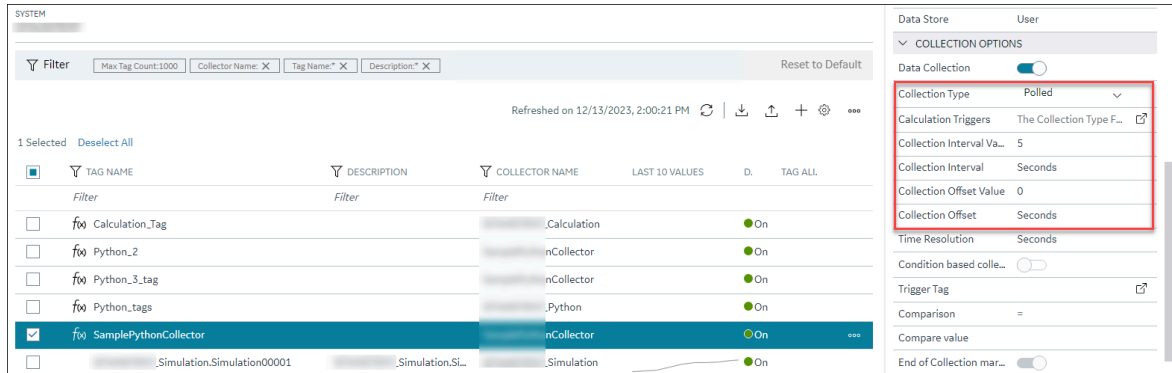 SYSTEM
Filter Max Tag Count:1000 Collector Name: X Tag Name:* X Description:* X Reset to Default
Refreshed on 12/13/2023, 2:00:21 PM
1 Selected Deselect All
TAG NAME DESCRIPTION COLLECTOR NAME LAST 10 VALUES D. TAG ALI.
Filter Filter Filter
f(x) Calculation_Tag _Calculation On
f(x) Python_2 nCollector On
f(x) Python_3_tag nCollector On
f(x) Python_tags _Python On
f(x) SamplePythonCollector nCollector On
_Simulation.Simulation00001 _Simulation.Si... _Simulation On
Data Store User
COLLECTION OPTIONS
Data Collection
Collection Type Polled
Calculation Triggers The Collection Type F...
Collection Interval Va... 5
Collection Interval Seconds
Collection Offset Value 0
Collection Offset Seconds
Time Resolution Seconds
Condition based colle...
Trigger Tag
Comparison =
Compare value
End of Collection mar...